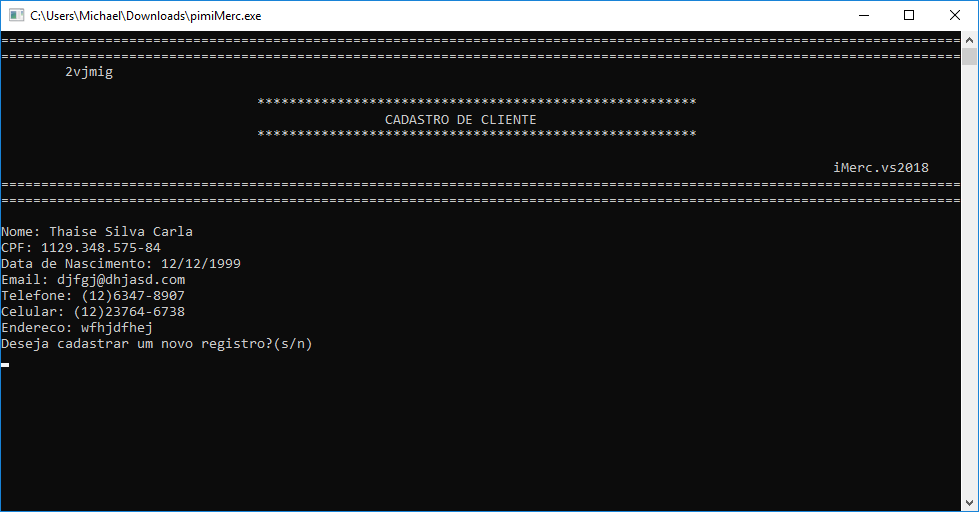 C:\Users\Michael\Downloads\pimiMerc.exe
========================================================================================================================
========================================================================================================================
2vjmig
*******************************************************
CADASTRO DE CLIENTE
*******************************************************
iMerc.vs2018
========================================================================================================================
========================================================================================================================
Nome: Thaise Silva Carla
CPF: 1129.348.575-84
Data de Nascimento: 12/12/1999
Email: djfgj@dhjasd.com
Telefone: (12)6347-8907
Celular: (12)23764-6738
Endereco: wfhjdfhej
Deseja cadastrar um novo registro?(s/n)